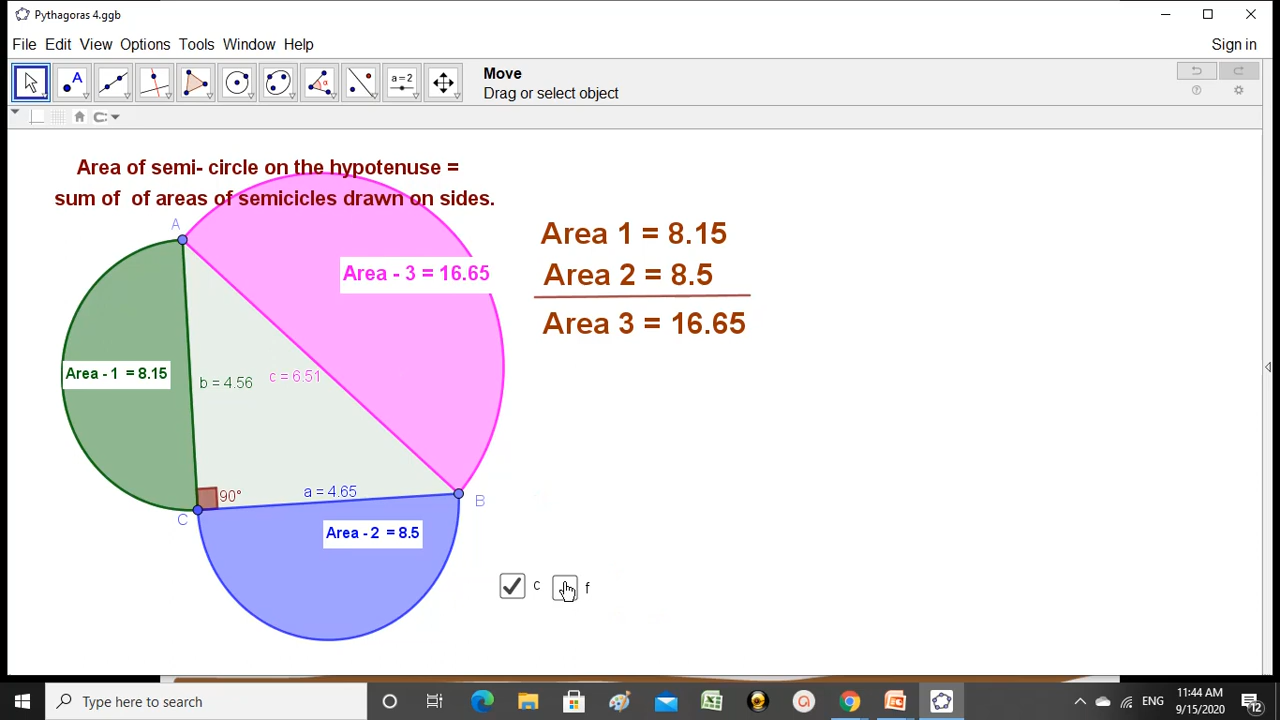 Pythagoras 4.ggb
File Edit View Options Tools Window Help
Sign in
A
a=2
Move
Drag or select object
Area of semi- circle on the hypotenuse =
sum of of areas of semicicles drawn on sides.
A
Area 1 = 8.15
Area - 3 = 16.65
Area 2 = 8.5
Area 3 = 16.65
Area - 1 = 8.15
b = 4.56
c = 6.51
90°
a = 4.65
B
C
Area - 2 = 8.5
c
f
Type here to search
ENG
11:44 AM
9/15/2020
12